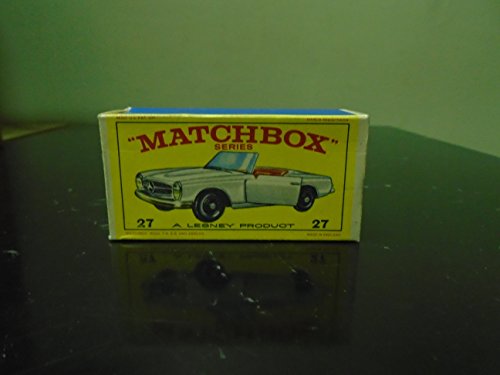 "MATCHBOX"
SERIES
27 A LESNEY PRODUCT 27
MADE IN ENGLAND